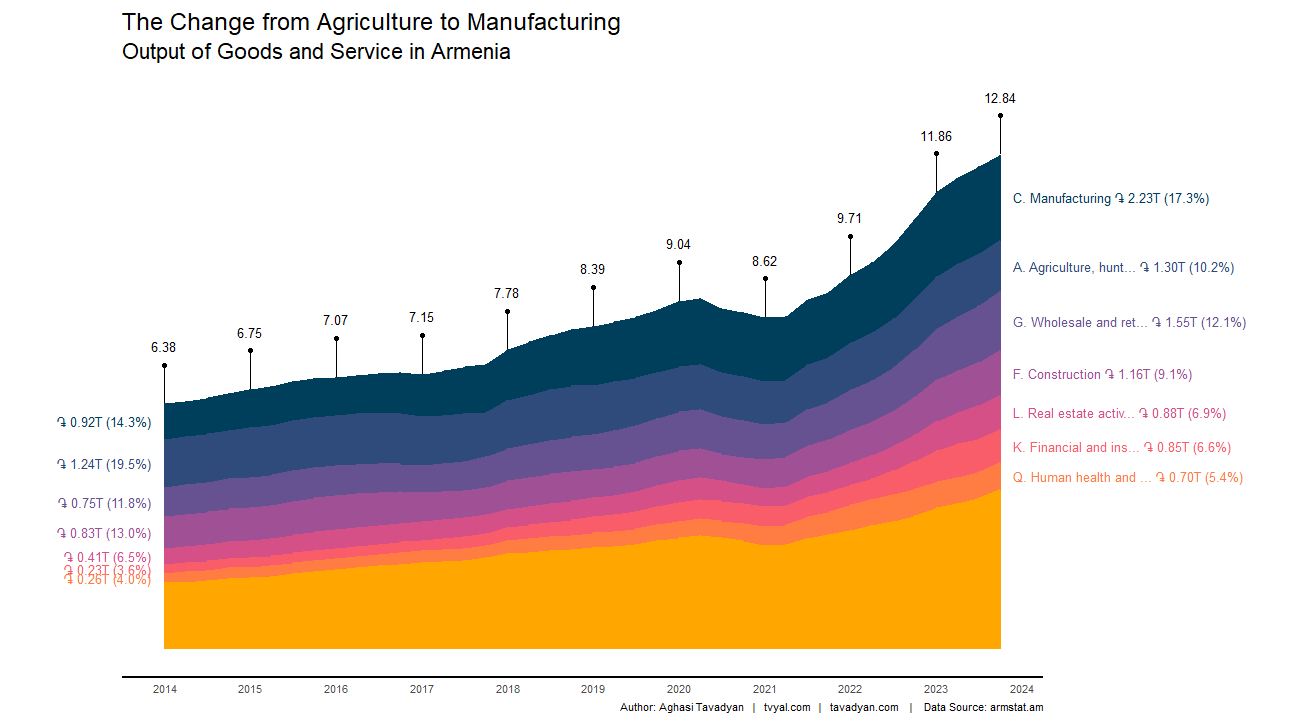 The Change from Agriculture to Manufacturing
Output of Goods and Service in Armenia
12.84
11.86
9.71
9.04
8.62
8.39
7.78
7.15
7.07
6.75
6.38
C. Manufacturing ֏ 2.23T (17.3%)
A. Agriculture, hunt... ֏ 1.30T (10.2%)
G. Wholesale and ret... ֏ 1.55T (12.1%)
F. Construction ֏ 1.16T (9.1%)
L. Real estate activ... ֏ 0.88T (6.9%)
K. Financial and ins... ֏ 0.85T (6.6%)
Q. Human health and ... ֏ 0.70T (5.4%)
֏ 0.92T (14.3%)
֏ 1.24T (19.5%)
֏ 0.75T (11.8%)
֏ 0.83T (13.0%)
֏ 0.41T (6.5%)
֏ 0.23T (3.6%)
֏ 0.26T (4.0%)
2014 2015 2016 2017 2018 2019 2020 2021 2022 2023 2024
Author: Aghasi Tavadyan | tvyal.com | tavadyan.com | Data Source: armstat.am